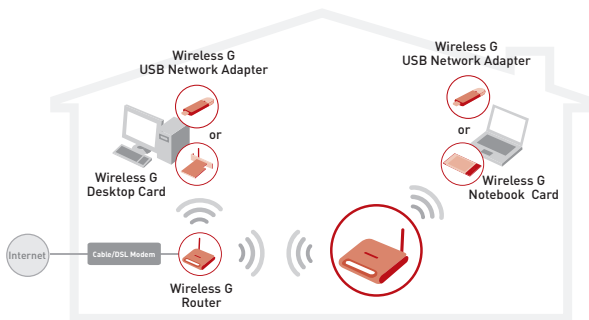 Wireless G
USB Network Adapter
or
Wireless G
Desktop Card
Wireless G
USB Network Adapter
or
Wireless G
Notebook Card
Internet
Cable/DSL Modem
Wireless G
Router